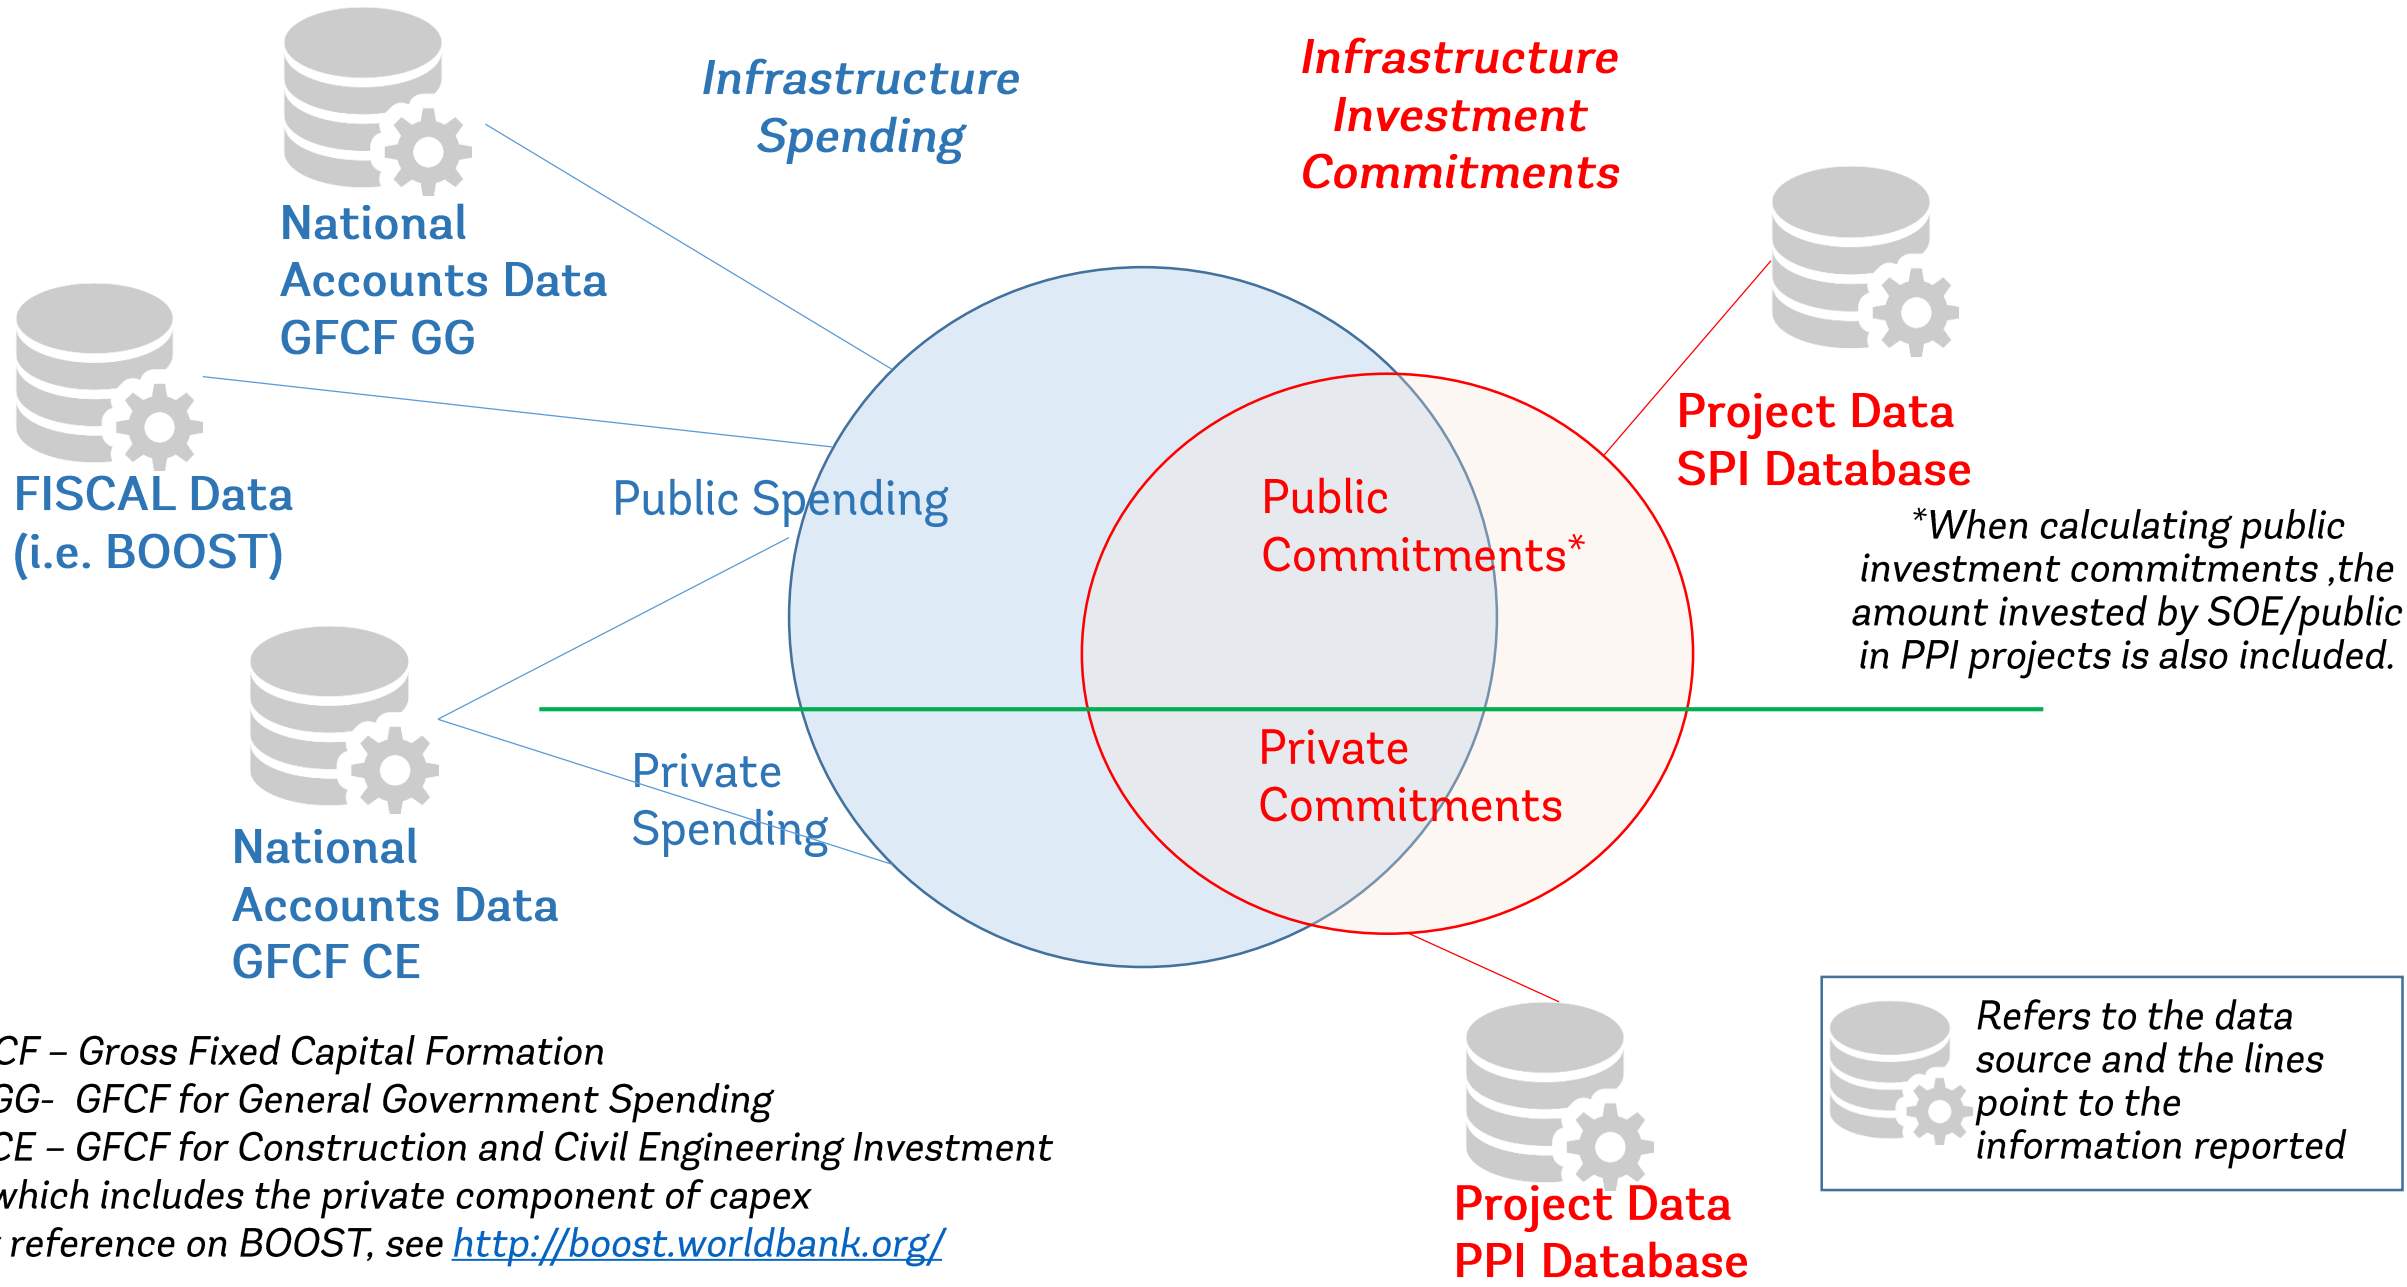 Infrastructure
Spending
Infrastructure
Investment
Commitments
National
Accounts Data
GFCF GG
FISCAL Data
(i.e. BOOST)
Project Data
SPI Database
Public Spending
Public
Commitments*
*When calculating public
investment commitments ,the
amount invested by SOE/public
in PPI projects is also included.
Private
Spending
Private
Commitments
National
Accounts Data
GFCF CE
CF – Gross Fixed Capital Formation
GG- GFCF for General Government Spending
CE – GFCF for Construction and Civil Engineering Investment
which includes the private component of capex
reference on BOOST, see http://boost.worldbank.org/
Project Data
PPI Database
Refers to the data
source and the lines
point to the
information reported